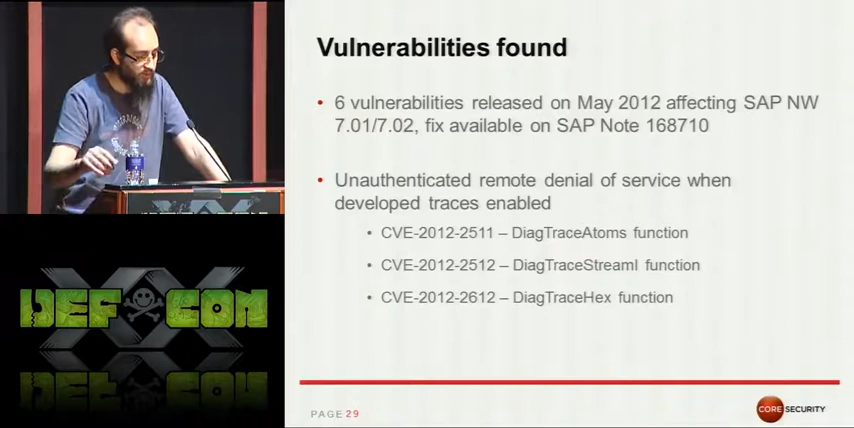 Vulnerabilities found
• 6 vulnerabilities released on May 2012 affecting SAP NW
7.01/7.02, fix available on SAP Note 168710
• Unauthenticated remote denial of service when
developed traces enabled
• CVE-2012-2511 – DiagTraceAtoms function
• CVE-2012-2512 – DiagTraceStreamI function
• CVE-2012-2612 – DiagTraceHex function
PAGE 29
CORE SECURITY
DEF CON
XX